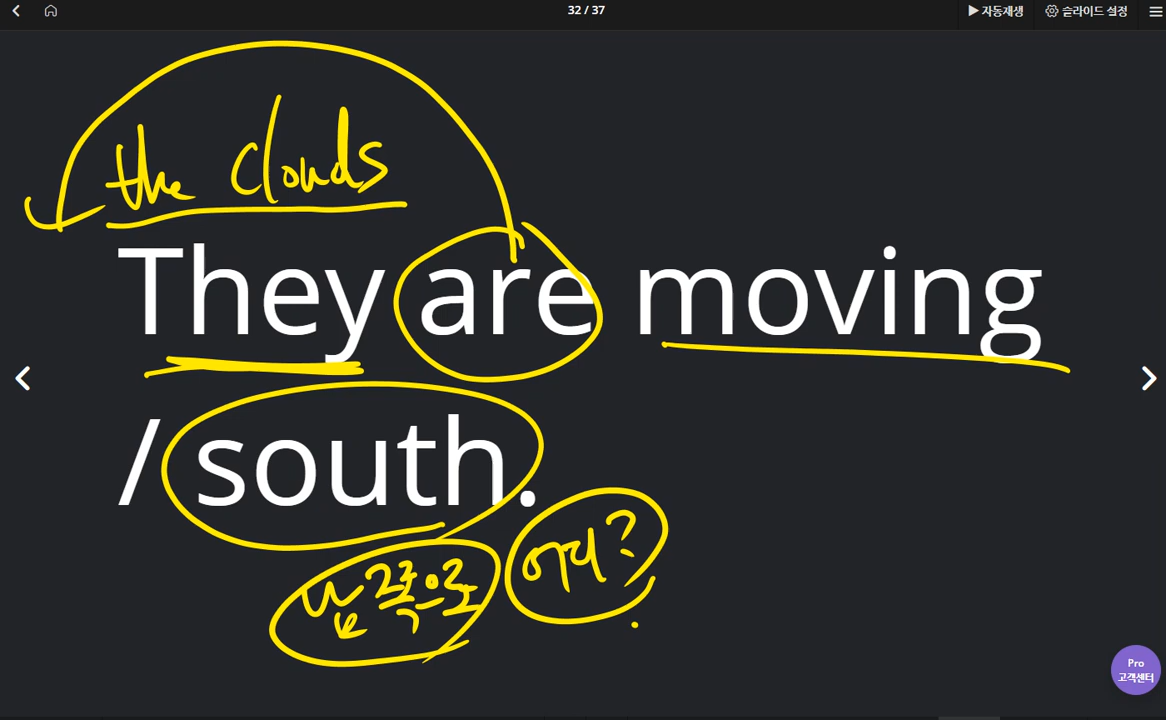 32 / 37
자동재생
슬라이드 설정
the clouds
They are moving
/ south.
남쪽으로
어디?
Pro
고객센터